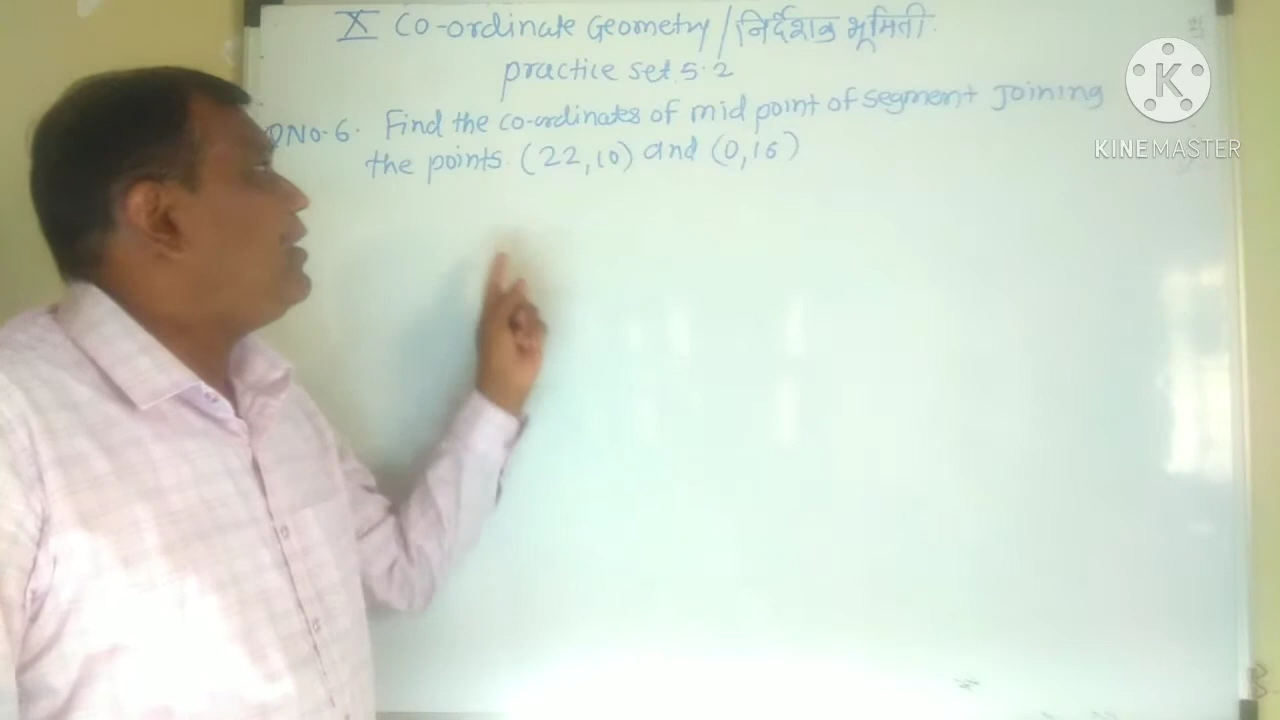 X Co-ordinate Geometry / निर्देशक भूमिती.
practice set 5.2
QNO.6. Find the co-ordinates of mid point of segment Joining
the points (22,10) and (0,16)
K
KINEMASTER